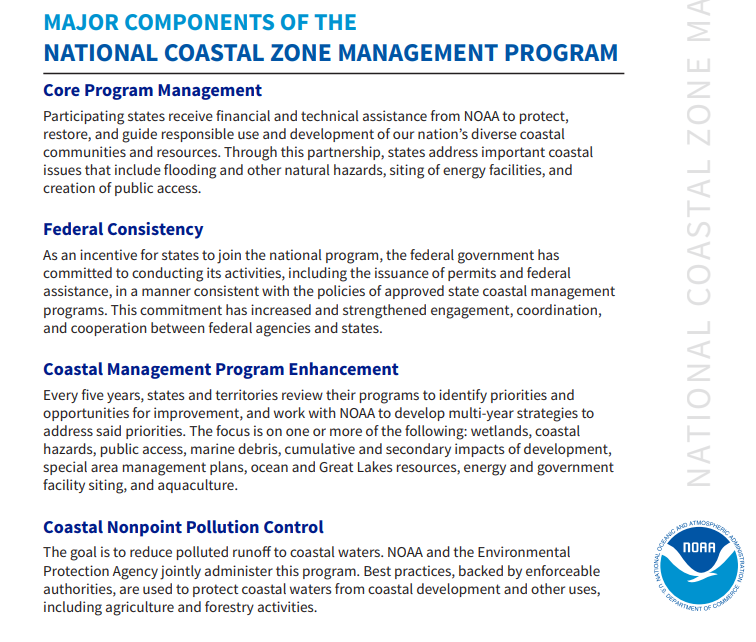 MAJOR COMPONENTS OF THE
NATIONAL COASTAL ZONE MANAGEMENT PROGRAM
Core Program Management
Participating states receive financial and technical assistance from NOAA to protect,
restore, and guide responsible use and development of our nation's diverse coastal
communities and resources. Through this partnership, states address important coastal
issues that include flooding and other natural hazards, siting of energy facilities, and
creation of public access.
Federal Consistency
As an incentive for states to join the national program, the federal government has
committed to conducting its activities, including the issuance of permits and federal
assistance, in a manner consistent with the policies of approved state coastal management
programs. This commitment has increased and strengthened engagement, coordination,
and cooperation between federal agencies and states.
Coastal Management Program Enhancement
Every five years, states and territories review their programs to identify priorities and
opportunities for improvement, and work with NOAA to develop multi-year strategies to
address said priorities. The focus is on one or more of the following: wetlands, coastal
hazards, public access, marine debris, cumulative and secondary impacts of development,
special area management plans, ocean and Great Lakes resources, energy and government
facility siting, and aquaculture.
Coastal Nonpoint Pollution Control
The goal is to reduce polluted runoff to coastal waters. NOAA and the Environmental
Protection Agency jointly administer this program. Best practices, backed by enforceable
authorities, are used to protect coastal waters from coastal development and other uses,
including agriculture and forestry activities.
NATIONAL COASTAL ZONE MA
NATIONAL OCEANIC AND ATMOSPHERIC ADMINISTRATION
NOAA
U.S. DEPARTMENT OF COMMERCE